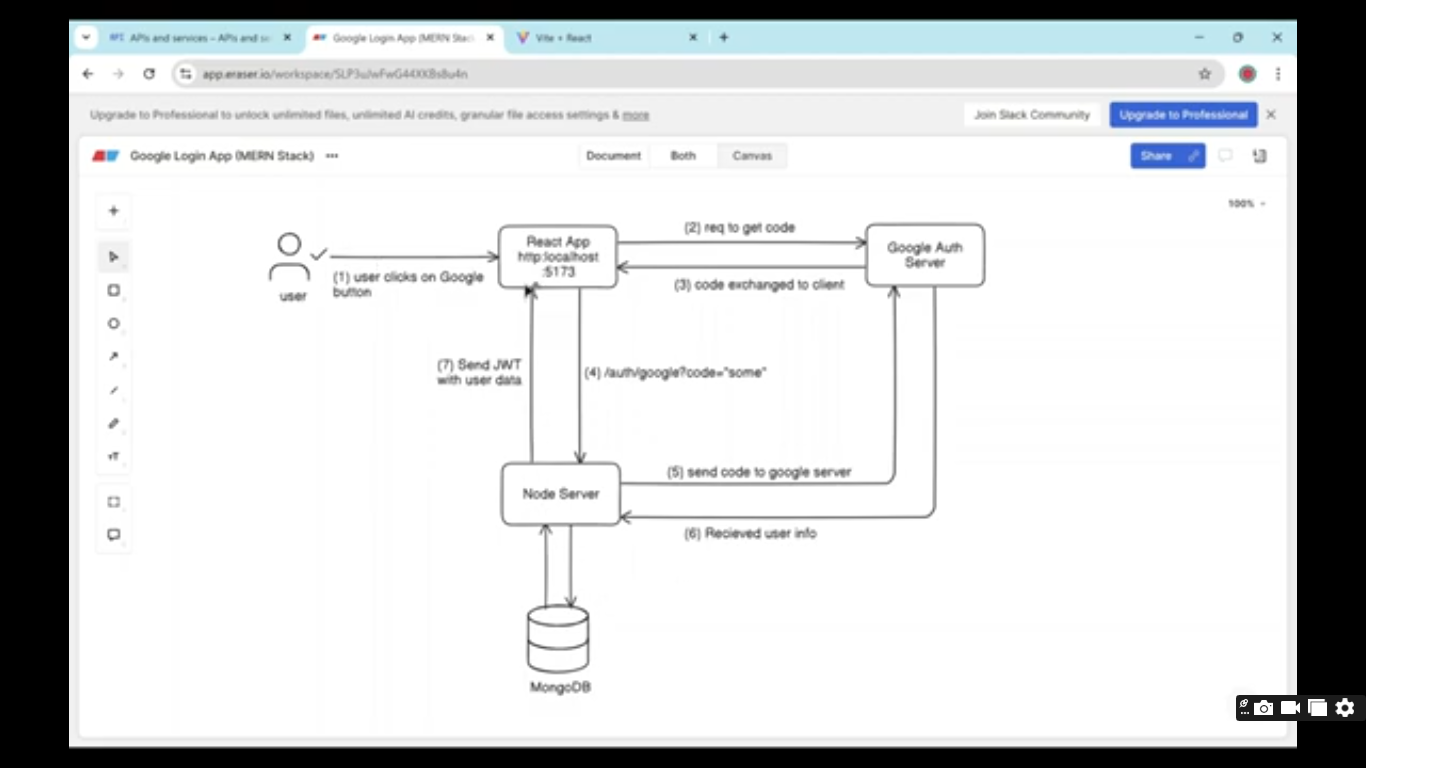 APIs and services – APIs and se
Google Login App (MERN Stac
Vite + React
app.eraser.io/workspace/
Upgrade to Professional to unlock unlimited files, unlimited AI credits, granular file access settings & more
Join Slack Community
Upgrade to Professional
Google Login App (MERN Stack)
Document
Both
Canvas
Share
100%
user
(1) user clicks on Google
button
React App
http:localhost
:5173
(2) req to get code
(3) code exchanged to client
Google Auth
Server
(7) Send JWT
with user data
(4) /auth/google?code="some"
Node Server
(5) send code to google server
(6) Recieved user info
MongoDB